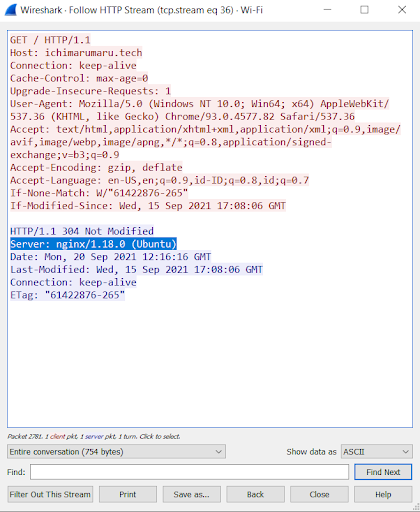 Wireshark · Follow HTTP Stream (tcp.stream eq 36) · Wi-Fi
GET / HTTP/1.1
Host: ichimarumaru.tech
Connection: keep-alive
Cache-Control: max-age=0
Upgrade-Insecure-Requests: 1
User-Agent: Mozilla/5.0 (Windows NT 10.0; Win64; x64) AppleWebKit/
537.36 (KHTML, like Gecko) Chrome/93.0.4577.82 Safari/537.36
Accept: text/html,application/xhtml+xml,application/xml;q=0.9,image/
avif,image/webp,image/apng,*/*;q=0.8,application/signed-
exchange;v=b3;q=0.9
Accept-Encoding: gzip, deflate
Accept-Language: en-US,en;q=0.9,id-ID;q=0.8,id;q=0.7
If-None-Match: W/"61422876-265"
If-Modified-Since: Wed, 15 Sep 2021 17:08:06 GMT
HTTP/1.1 304 Not Modified
Server: nginx/1.18.0 (Ubuntu)
Date: Mon, 20 Sep 2021 12:16:16 GMT
Last-Modified: Wed, 15 Sep 2021 17:08:06 GMT
Connection: keep-alive
ETag: "61422876-265"
Packet 2781. 1 client pkt, 1 server pkt, 1 turn. Click to select.
Entire conversation (754 bytes) Show data as ASCII
Find: Find Next
Filter Out This Stream Print Save as... Back Close Help